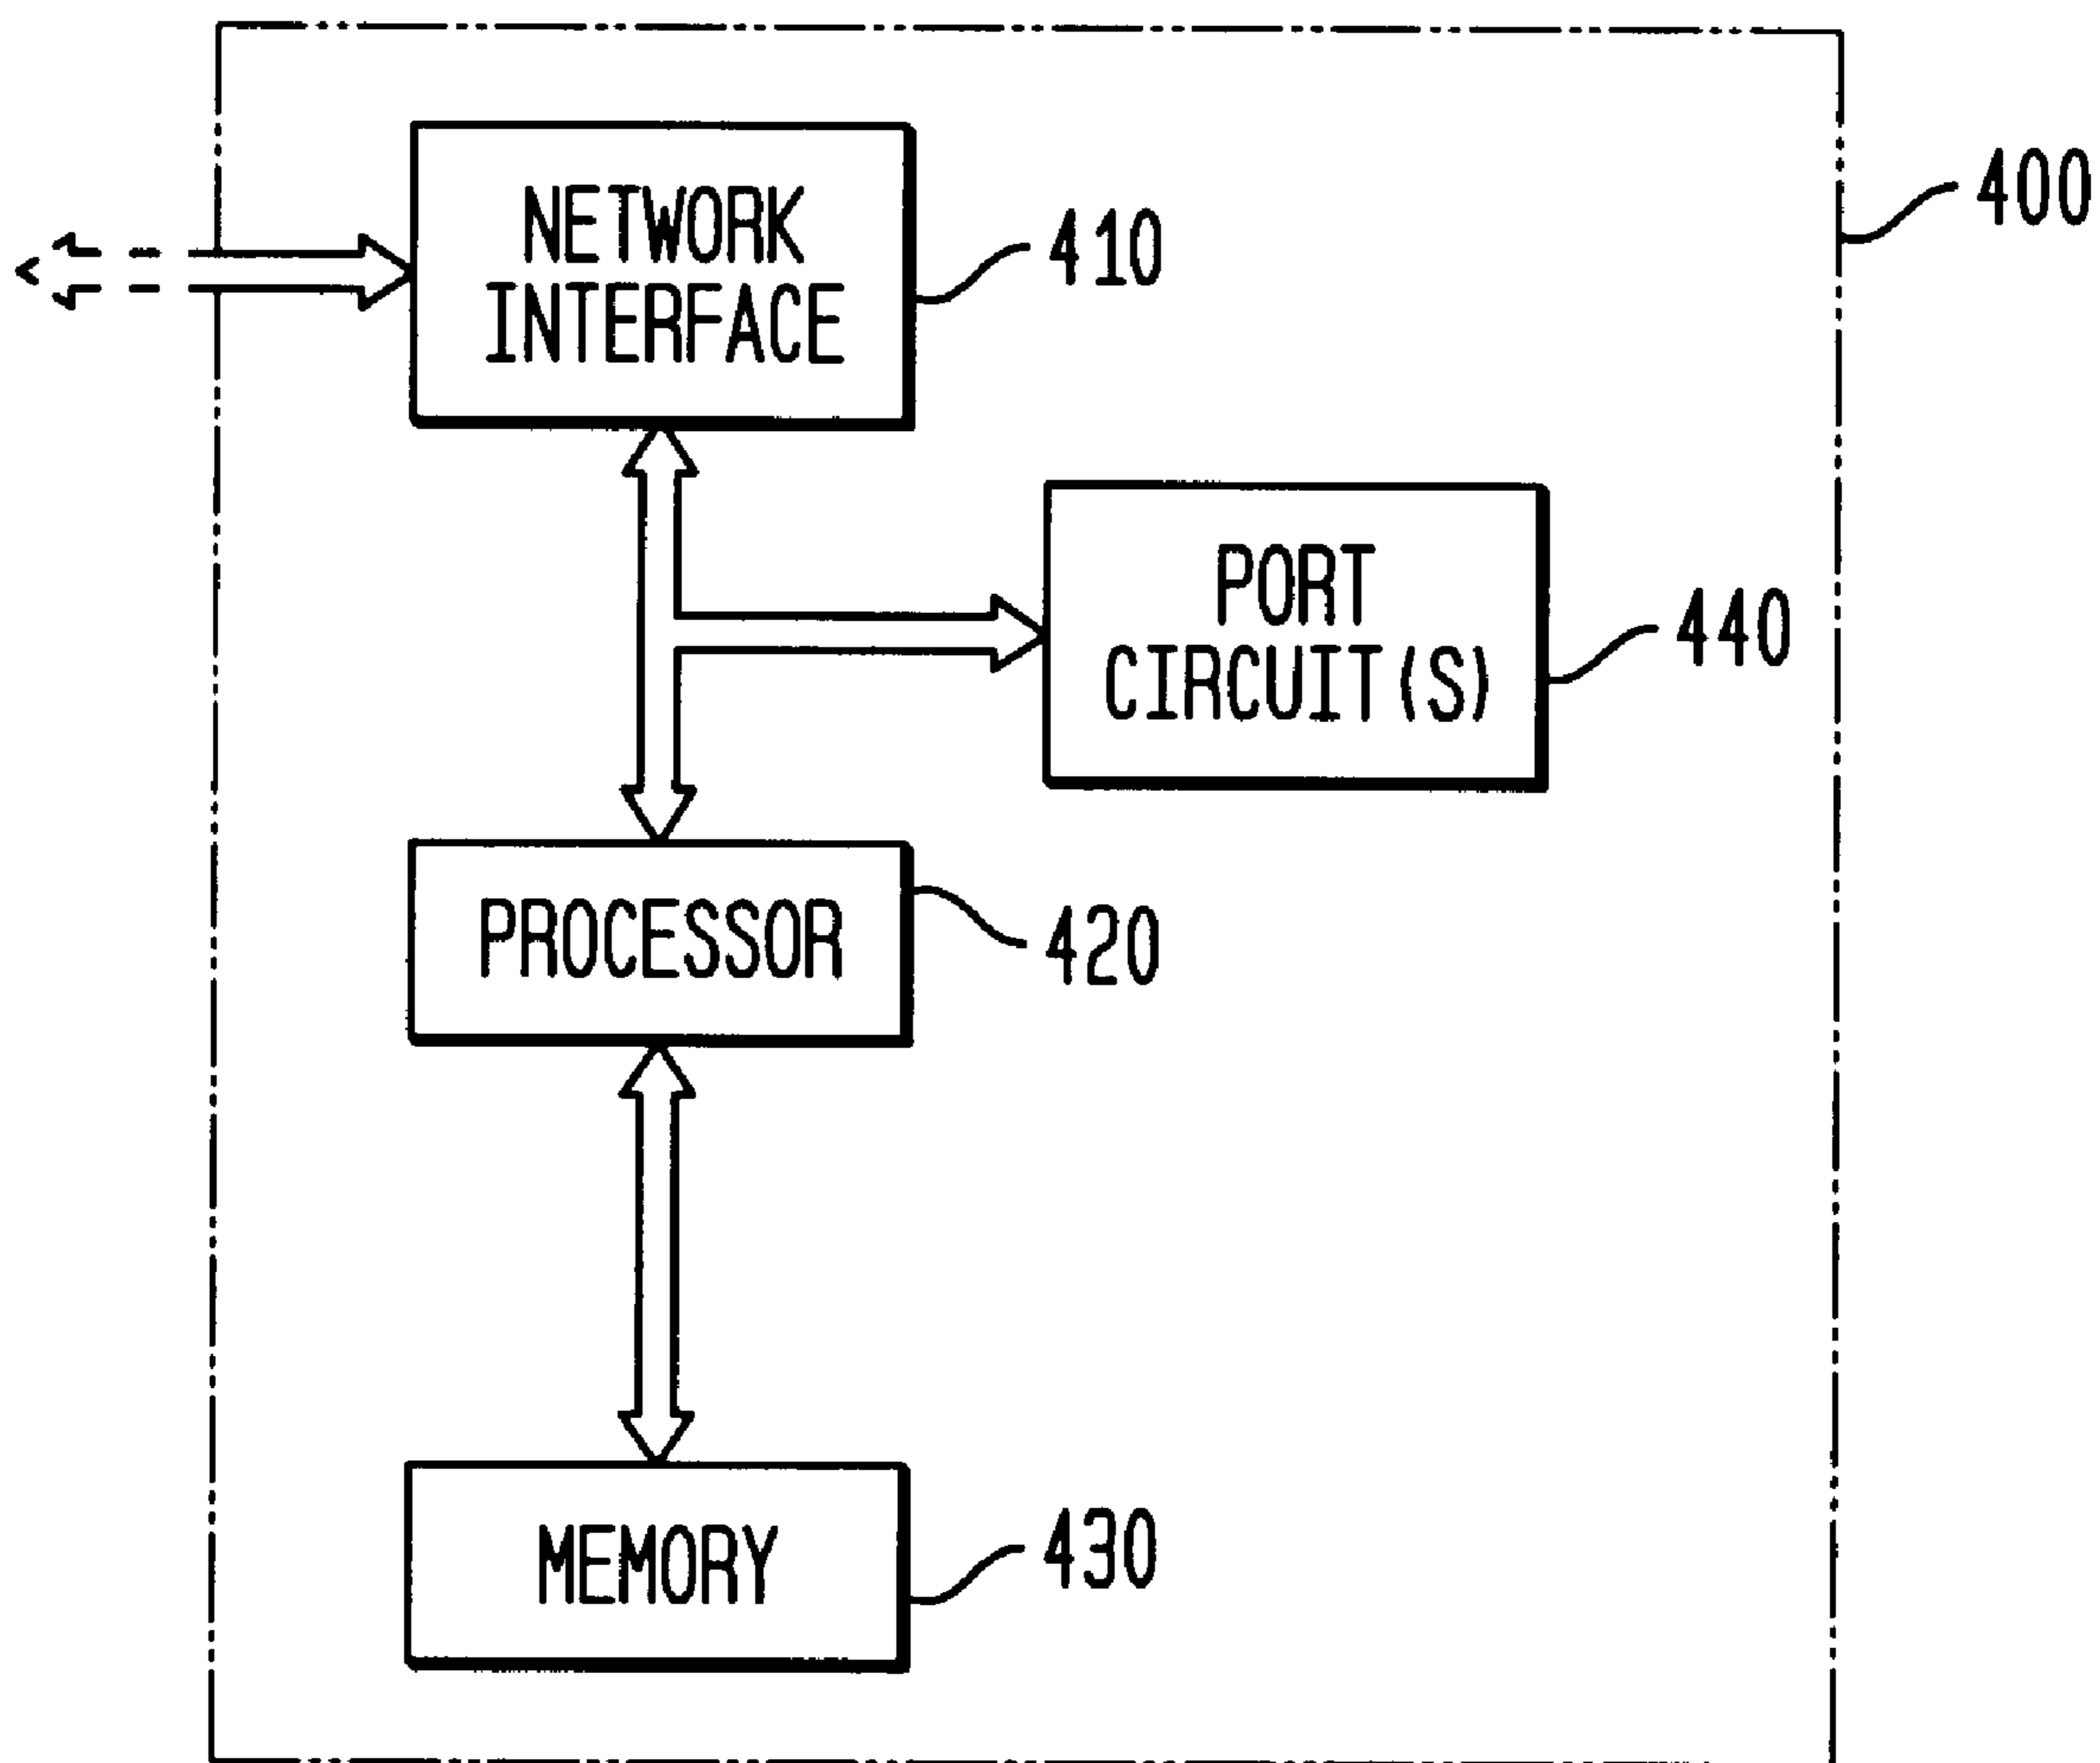 400
NETWORK
INTERFACE
410
PORT
CIRCUIT(S)
440
PROCESSOR
420
MEMORY
430